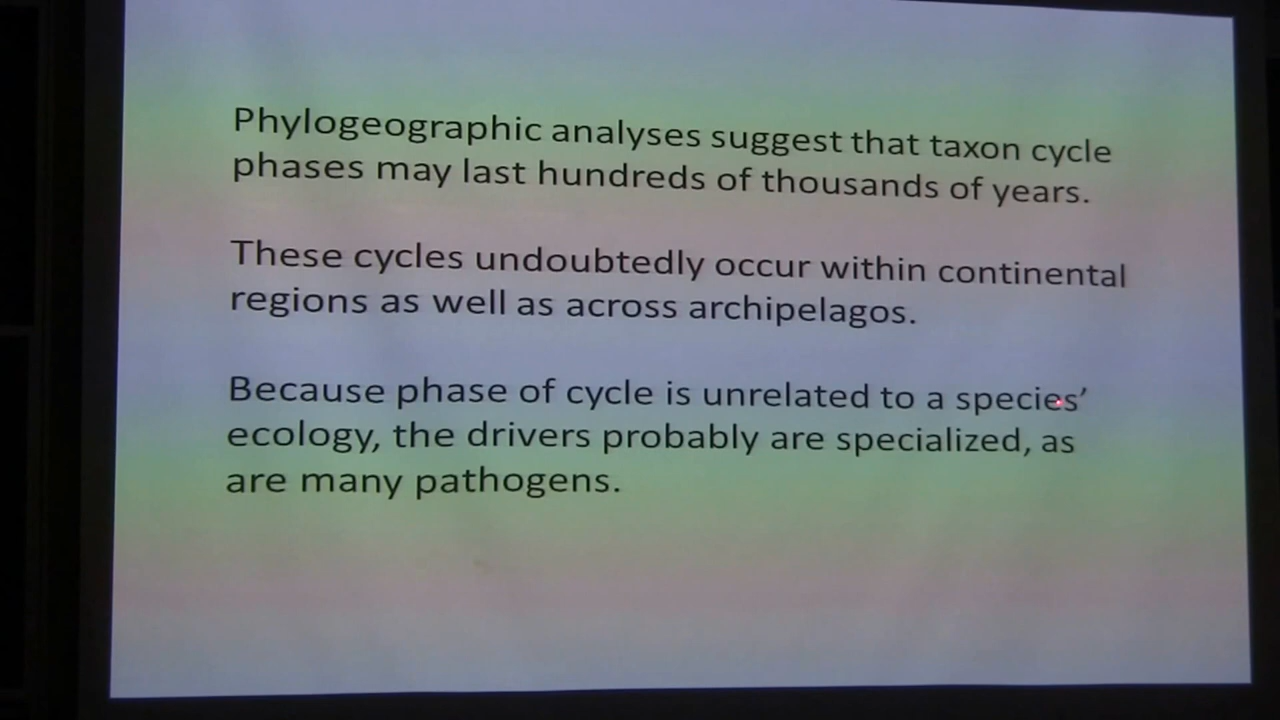 Phylogeographic analyses suggest that taxon cycle
phases may last hundreds of thousands of years.
These cycles undoubtedly occur within continental
regions as well as across archipelagos.
Because phase of cycle is unrelated to a species’
ecology, the drivers probably are specialized, as
are many pathogens.